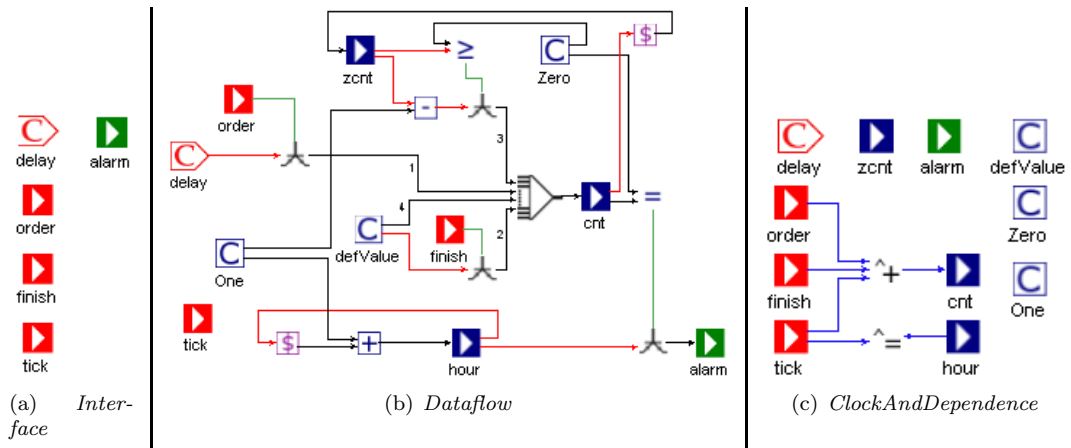 C
delay
alarm
order
finish
tick
(a) Inter-
face
$
zcnt
≥
C
Zero
-
order
3
C
delay
1
4
cnt
=
C
defValue
finish
2
C
One
tick
$
+
hour
alarm
(b) Dataflow
C
delay
zcnt
alarm
C
defValue
order
C
Zero
finish
^+
cnt
C
One
tick
^=
hour
(c) ClockAndDependence